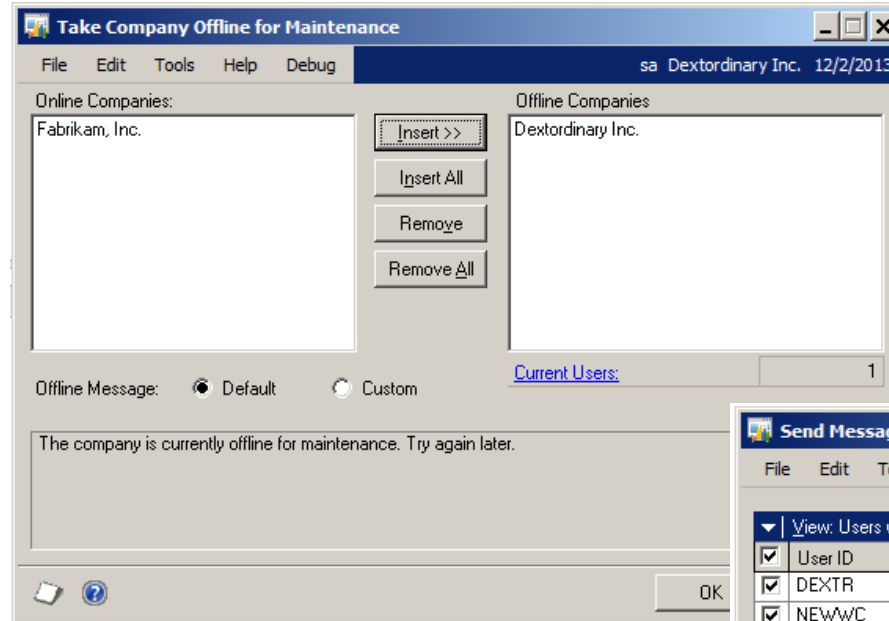 Take Company Offline for Maintenance
File Edit Tools Help Debug sa Dextordinary Inc. 12/2/2013
Online Companies: Offline Companies
Fabrikam, Inc. Insert >> Dextordinary Inc.
Insert All
Remove
Remove All
Current Users: 1
Offline Message: Default Custom
The company is currently offline for maintenance. Try again later.
OK
Send Messag
File Edit
View: Users
User ID
DEXTR
NEWWC